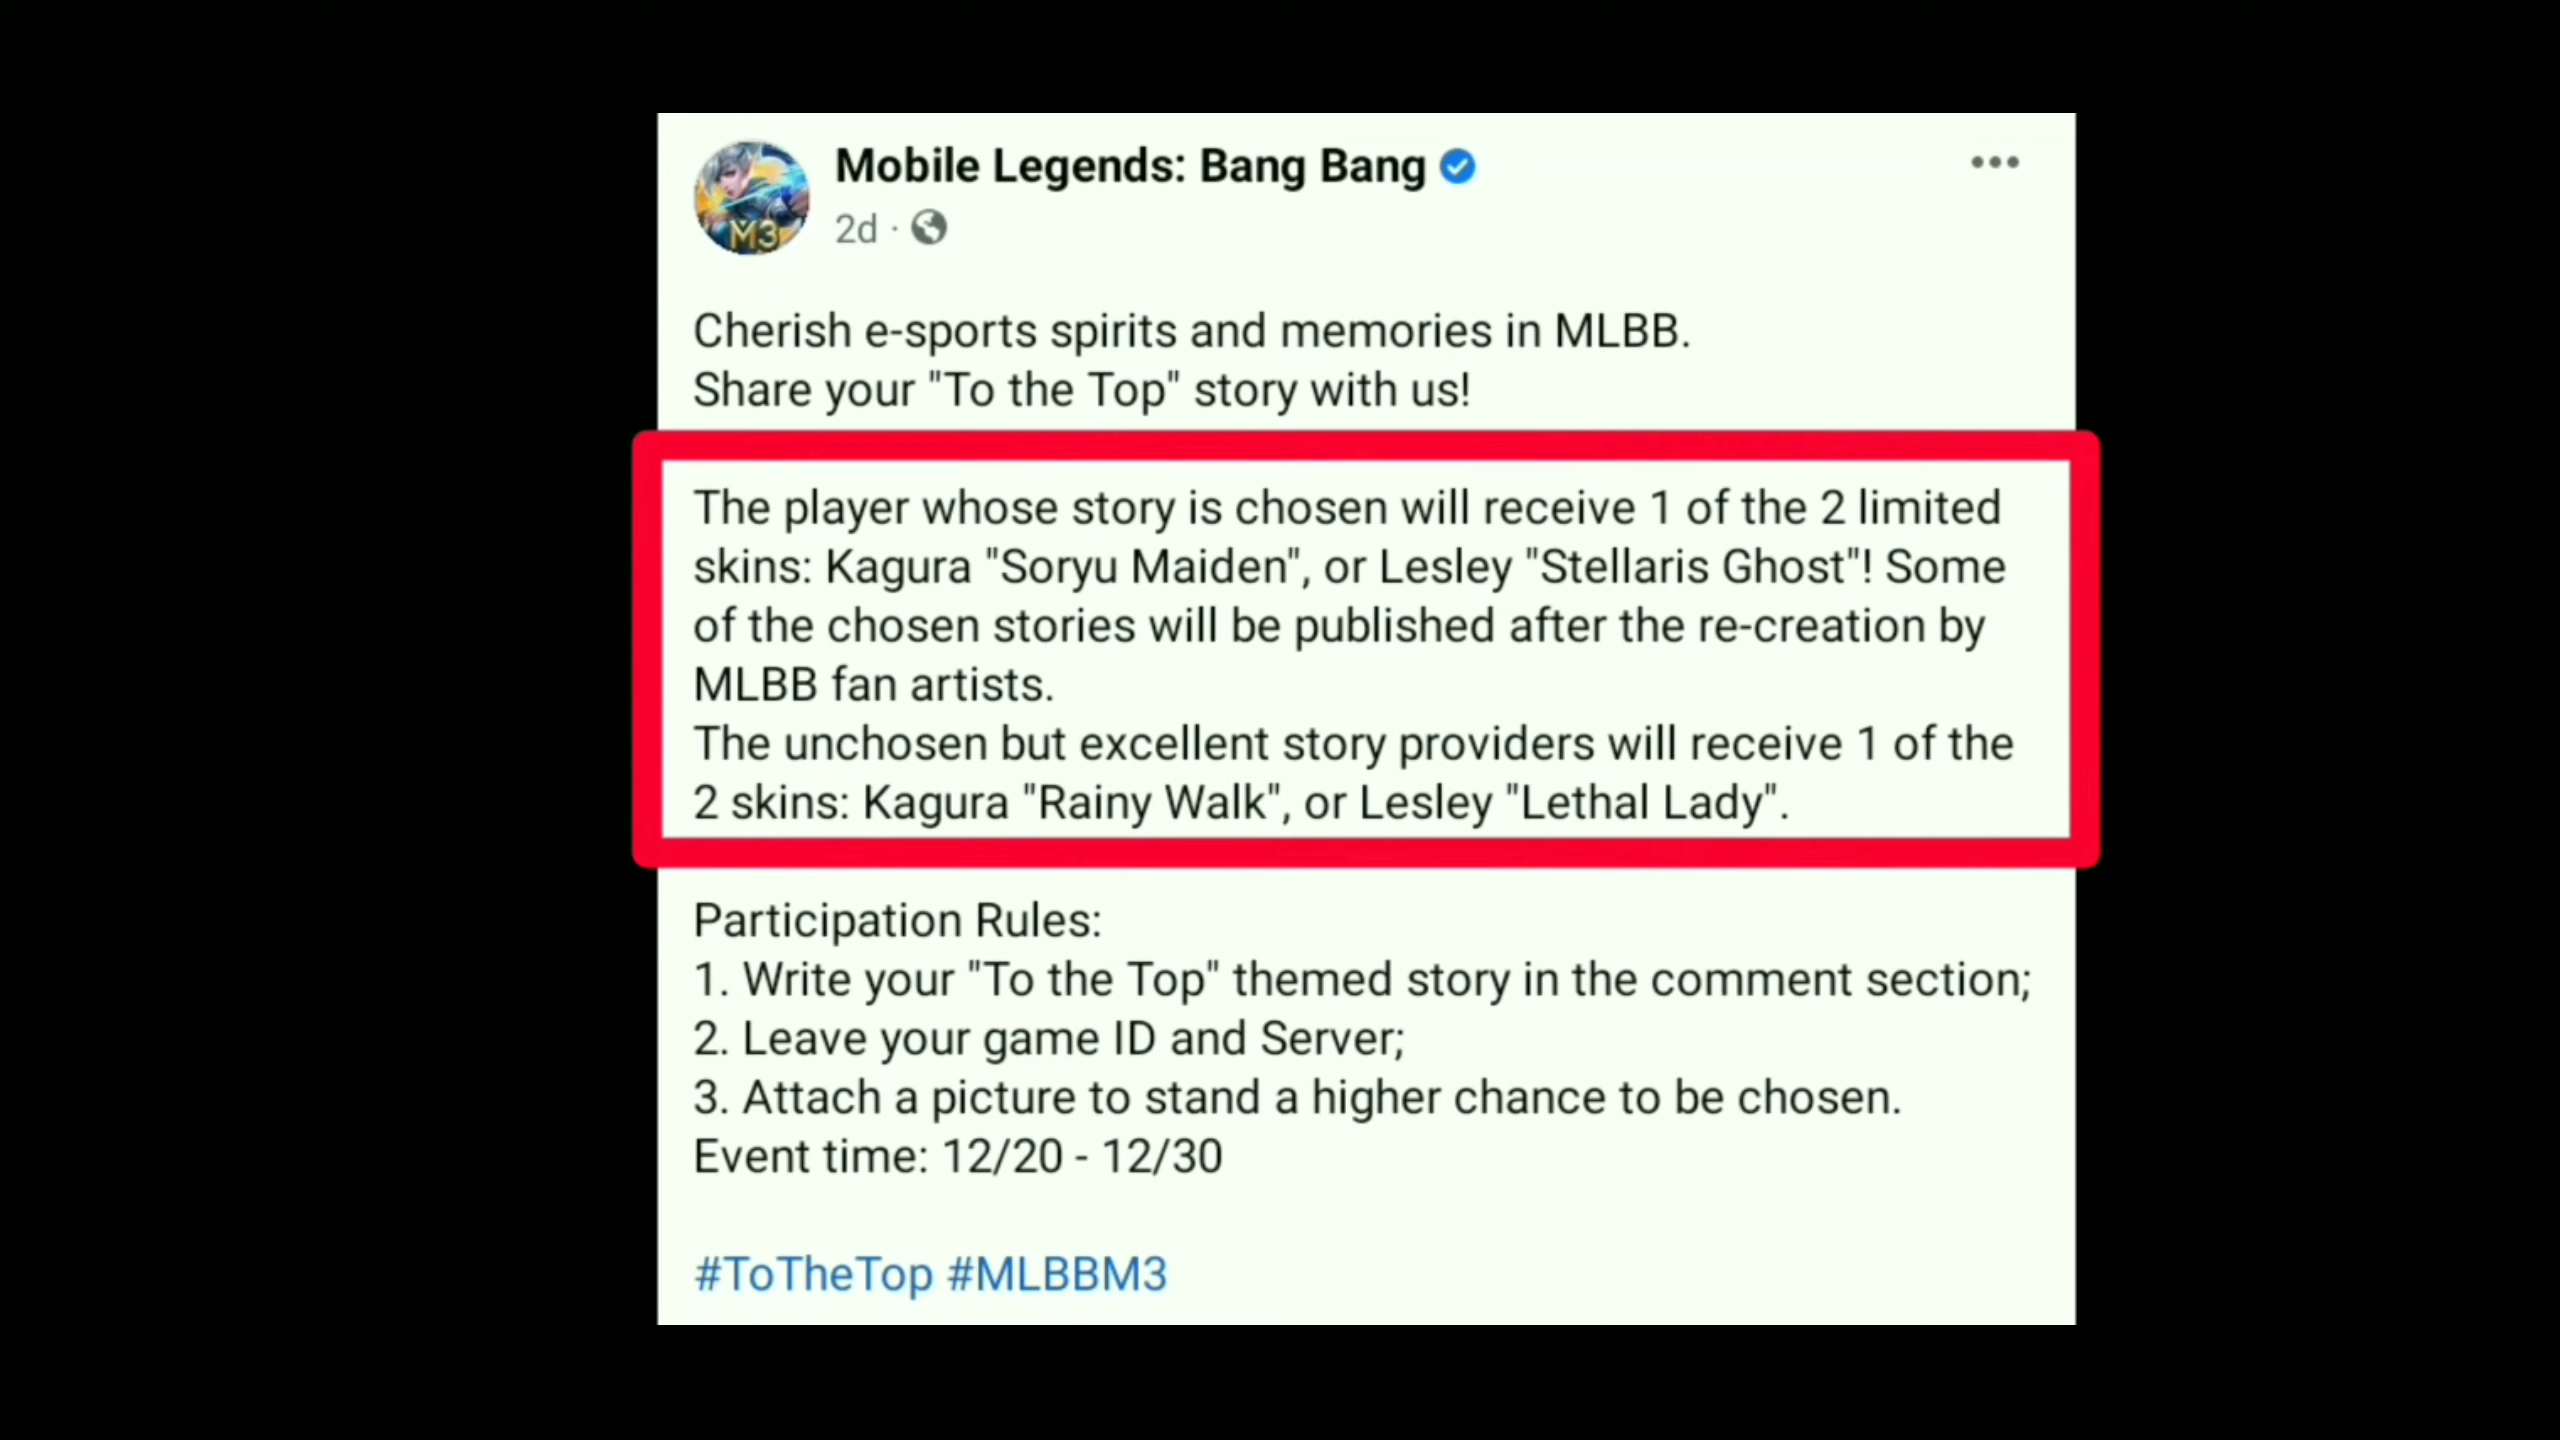 Mobile Legends: Bang Bang
2d ·
M3
Cherish e-sports spirits and memories in MLBB.
Share your "To the Top" story with us!
The player whose story is chosen will receive 1 of the 2 limited
skins: Kagura "Soryu Maiden", or Lesley "Stellaris Ghost"! Some
of the chosen stories will be published after the re-creation by
MLBB fan artists.
The unchosen but excellent story providers will receive 1 of the
2 skins: Kagura "Rainy Walk", or Lesley "Lethal Lady".
Participation Rules:
1. Write your "To the Top" themed story in the comment section;
2. Leave your game ID and Server;
3. Attach a picture to stand a higher chance to be chosen.
Event time: 12/20 - 12/30
#ToTheTop #MLBBM3